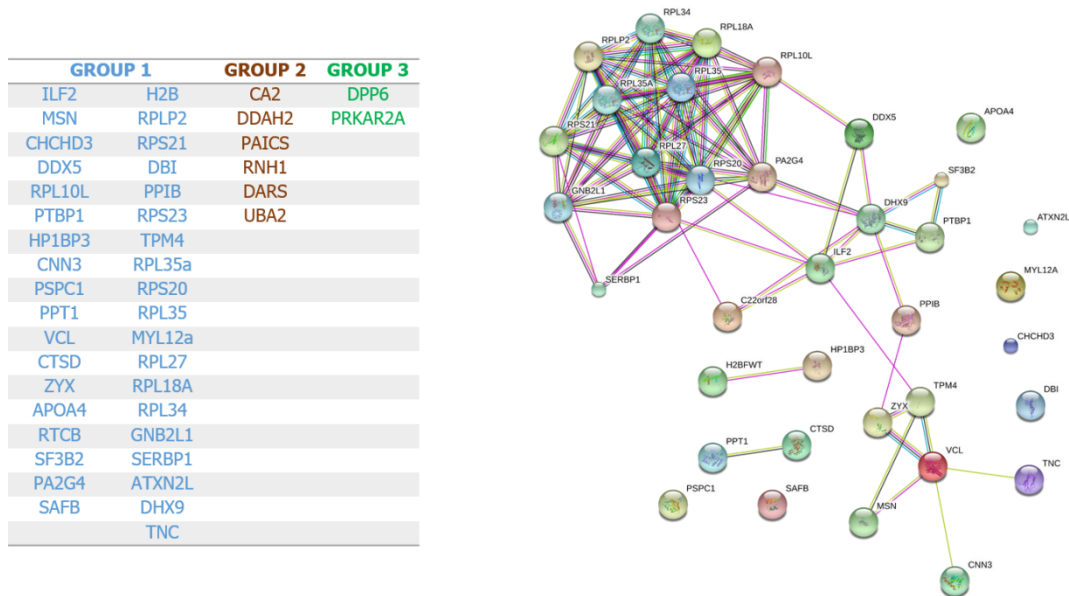 GROUP 1 GROUP 2 GROUP 3
ILF2 H2B CA2 DPP6
MSN RPLP2 DDAH2 PRKAR2A
CHCHD3 RPS21 PAICS
DDX5 DBI RNH1
RPL10L PPIB DARS
PTBP1 RPS23 UBA2
HP1BP3 TPM4
CNN3 RPL35a
PSPC1 RPS20
PPT1 RPL35
VCL MYL12a
CTSD RPL27
ZYX RPL18A
APOA4 RPL34
RTCB GNB2L1
SF3B2 SERBP1
PA2G4 ATXN2L
SAFB DHX9
TNC
RPL34
RPL18A
RPLP2
RPL10L
RPL35
RPL35A
RPS21
DDX5
APOA4
RPL27
RPS20
PA2G4
SF3B2
GNB2L1
RPS23
DHX9
PTBP1
ATXN2L
ILF2
SERBP1
MYL12A
C22orf28
PPIB
CHCHD3
HP1BP3
H2BFWT
TPM4
DBI
ZYX
CTSD
PPT1
VCL
TNC
PSPC1
SAFB
MSN
CNN3